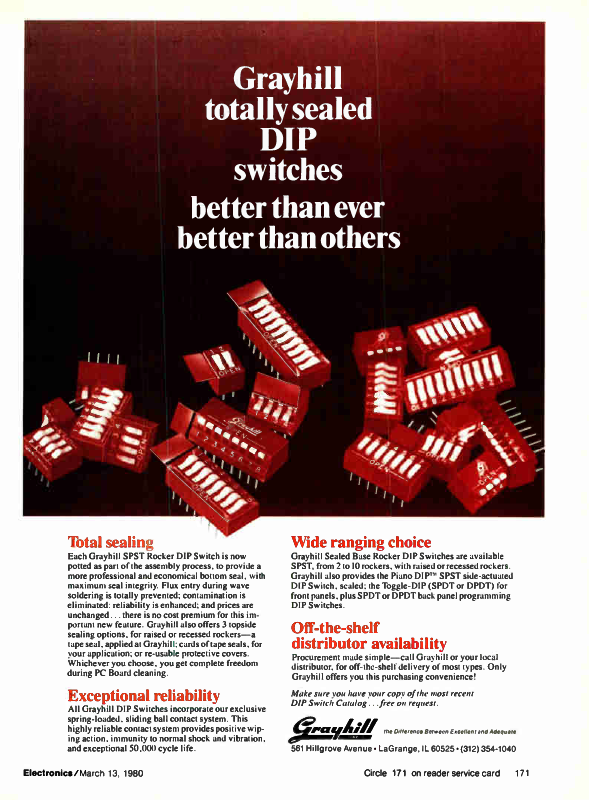 Grayhill
totally sealed
DIP
switches
better than ever
better than others
Total sealing
Each Grayhill SPST Rocker DIP Switch is now
potted as part of the assembly process, to provide a
more professional and economical bottom seal, with
maximum seal integrity. Flux entry during wave
soldering is totally prevented; contamination is
eliminated; reliability is enhanced; and prices are
unchanged . . . there is no cost premium for this im-
portant new feature. Grayhill also offers 3 topside
sealing options, for raised or recessed rockers—a
tape seal, applied at Grayhill; cards of tape seals, for
your application; or re-usable protective covers.
Whichever you choose, you get complete freedom
during PC Board cleaning.
Exceptional reliability
All Grayhill DIP Switches incorporate our exclusive
spring-loaded, sliding ball contact system. This
highly reliable contact system provides positive wip-
ing action, immunity to normal shock and vibration,
and exceptional 50,000 cycle life.
Wide ranging choice
Grayhill Sealed Base Rocker DIP Switches are available
SPST, from 2 to 10 rockers, with raised or recessed rockers.
Grayhill also provides the Piano DIP™ SPST side-actuated
DIP Switch, sealed; the Toggle-DIP (SPDT or DPDT) for
front panels, plus SPDT or DPDT back panel programming
DIP Switches.
Off-the-shelf
distributor availability
Procurement made simple—call Grayhill or your local
distributor, for off-the-shelf delivery of most types. Only
Grayhill offers you this purchasing convenience!
Make sure you have your copy of the most recent
DIP Switch Catalog . . . free on request.
Grayhill the Difference Between Excellent and Adequate
561 Hillgrove Avenue • LaGrange, IL 60525 • (312) 354-1040
Electronics/March 13, 1980
Circle 171 on reader service card 171